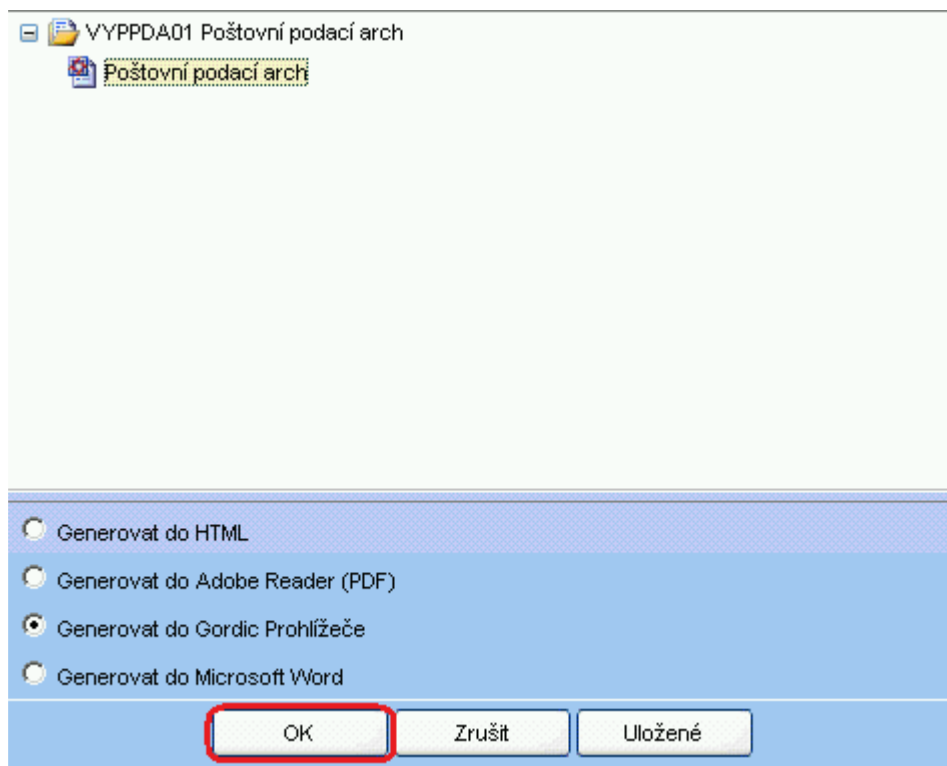 VYPPDA01 Poštovní podací arch
Poštovní podací arch
Generovat do HTML
Generovat do Adobe Reader (PDF)
Generovat do Gordic Prohlížeče
Generovat do Microsoft Word
OK Zrušit Uložené